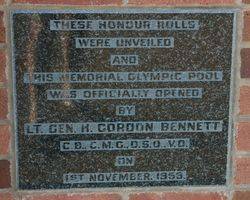 THESE HONOUR ROLLS
WERE UNVEILED
AND
THIS MEMORIAL OLYMPIC POOL
WAS OFFICIALLY OPENED
BY
LT. GEN. H. GORDON BENNETT
C.B., C.M.G., D.S.O., V.D.
ON
1ST NOVEMBER. 1953.